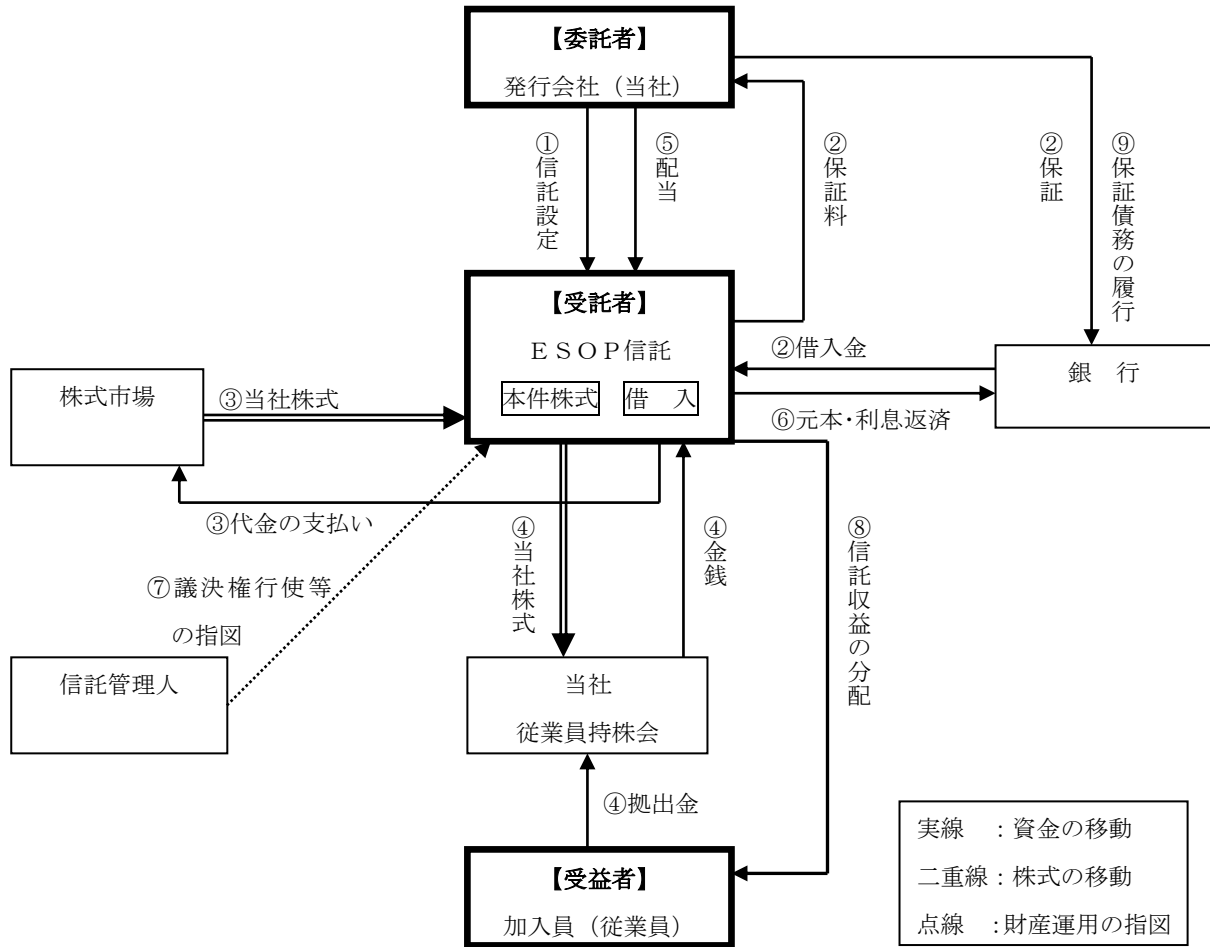 【委託者】
発行会社（当社）
①信託設定
⑤配当
②保証料
②保証
⑨保証債務の履行
【受託者】
ＥＳＯＰ信託
本件株式
借　入
②借入金
⑥元本・利息返済
銀　行
株式市場
③当社株式
③代金の支払い
④当社株式
④金銭
⑧信託収益の分配
⑦議決権行使等
の指図
信託管理人
当社
従業員持株会
④拠出金
【受益者】
加入員（従業員）
実線　：資金の移動
二重線：株式の移動
点線　：財産運用の指図